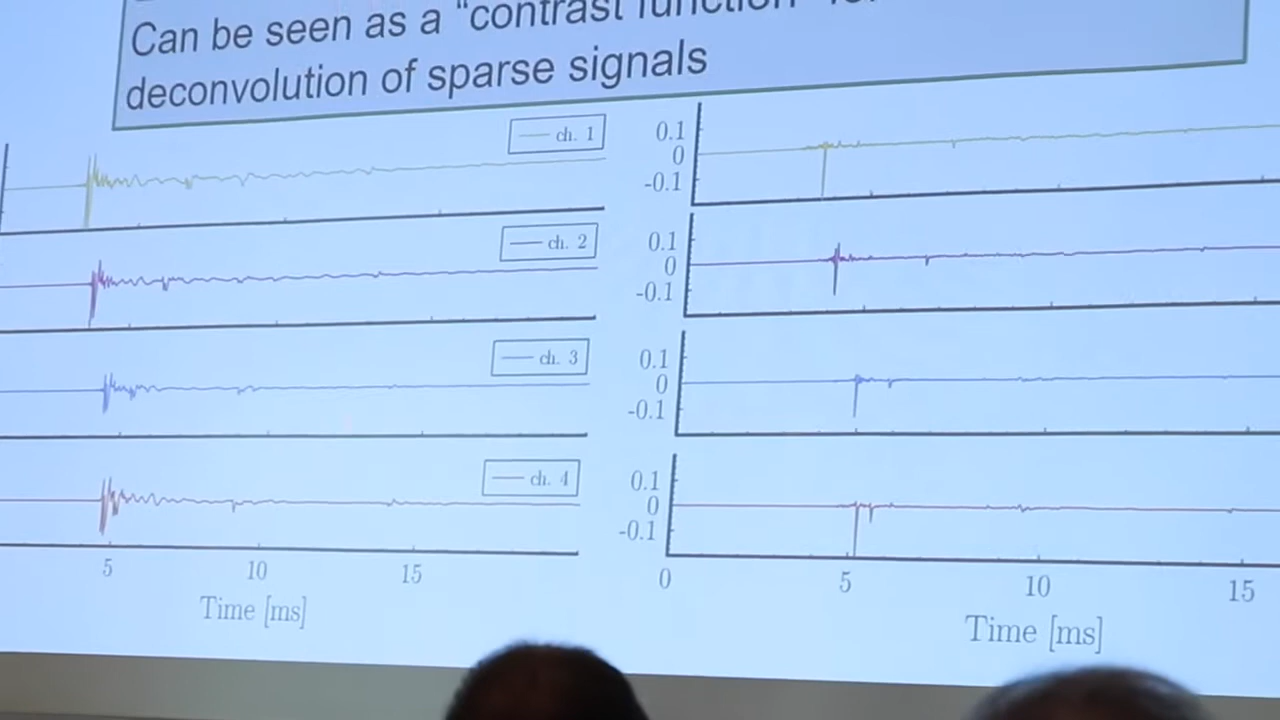 Can be seen as a "contrast function"
deconvolution of sparse signals
ch. 1
ch. 2
ch. 3
ch. 4
5 10 15
Time [ms]
0.1
0
-0.1
0.1
0
-0.1
0.1
0
-0.1
0.1
0
-0.1
0 5 10 15
Time [ms]